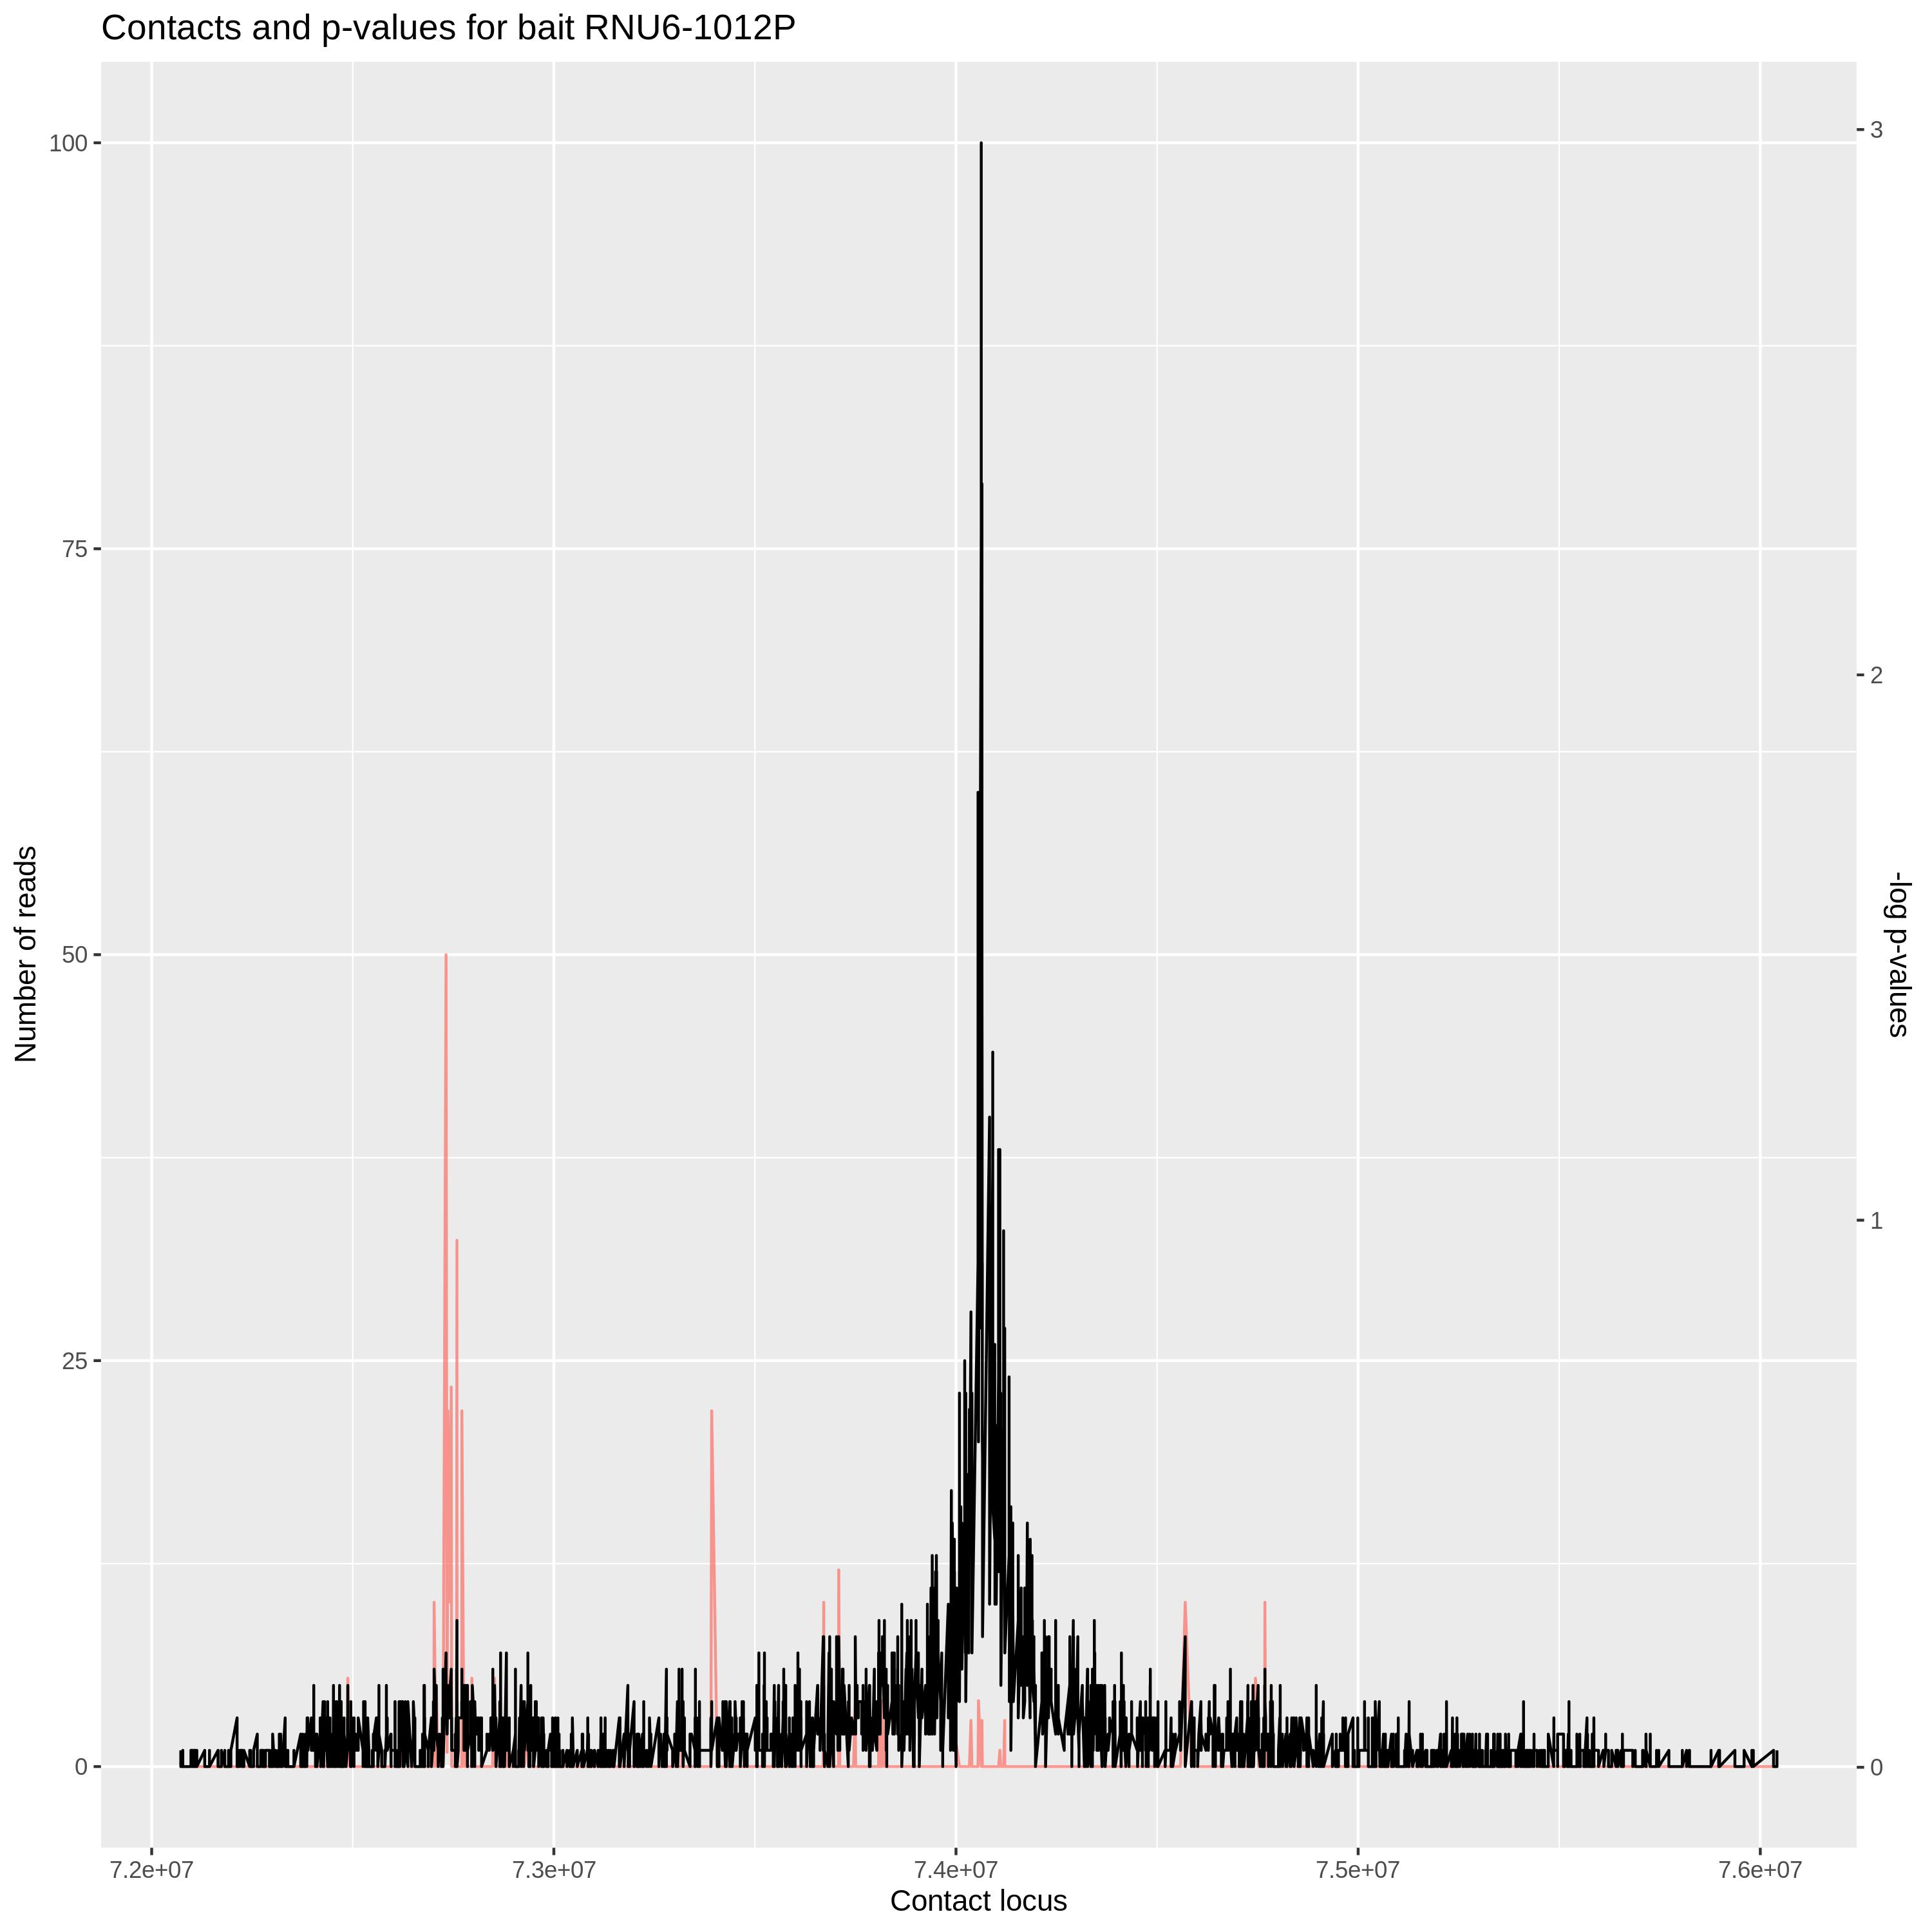 Contacts and p-values for bait RNU6-1012P
100
75
50
25
0
Number of reads
3
2
1
0
-log p-values
7.2e+07
7.3e+07
7.4e+07
7.5e+07
7.6e+07
Contact locus